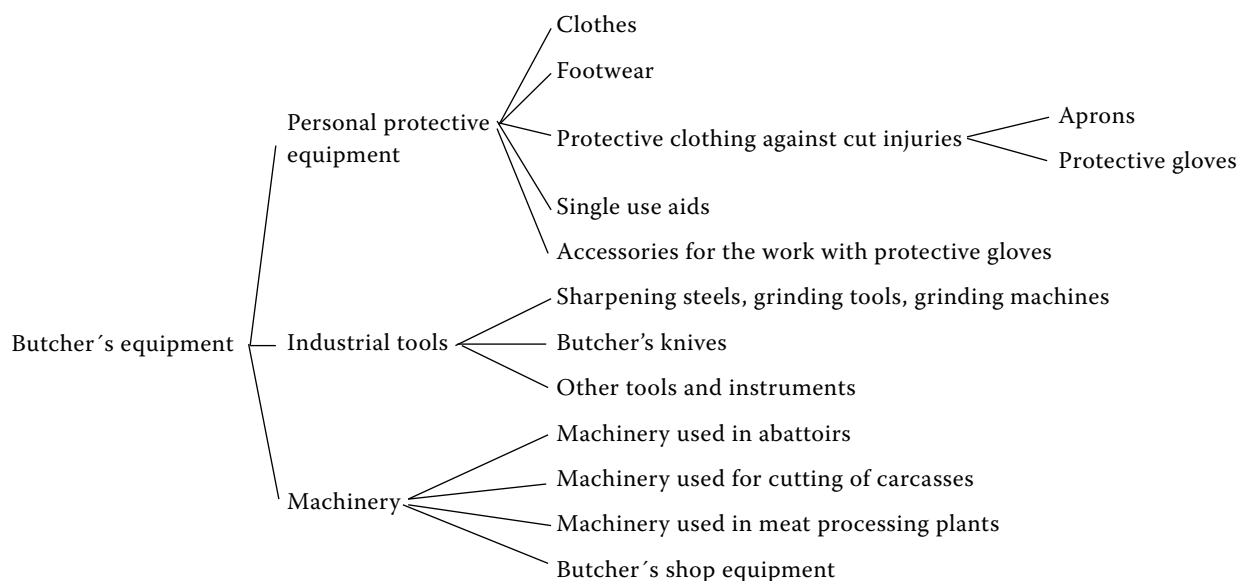 Clothes
Footwear
Personal protective
equipment
Protective clothing against cut injuries
Aprons
Protective gloves
Single use aids
Accessories for the work with protective gloves
Sharpening steels, grinding tools, grinding machines
Butcher´s equipment
Industrial tools
Butcher’s knives
Other tools and instruments
Machinery used in abattoirs
Machinery used for cutting of carcasses
Machinery
Machinery used in meat processing plants
Butcher´s shop equipment